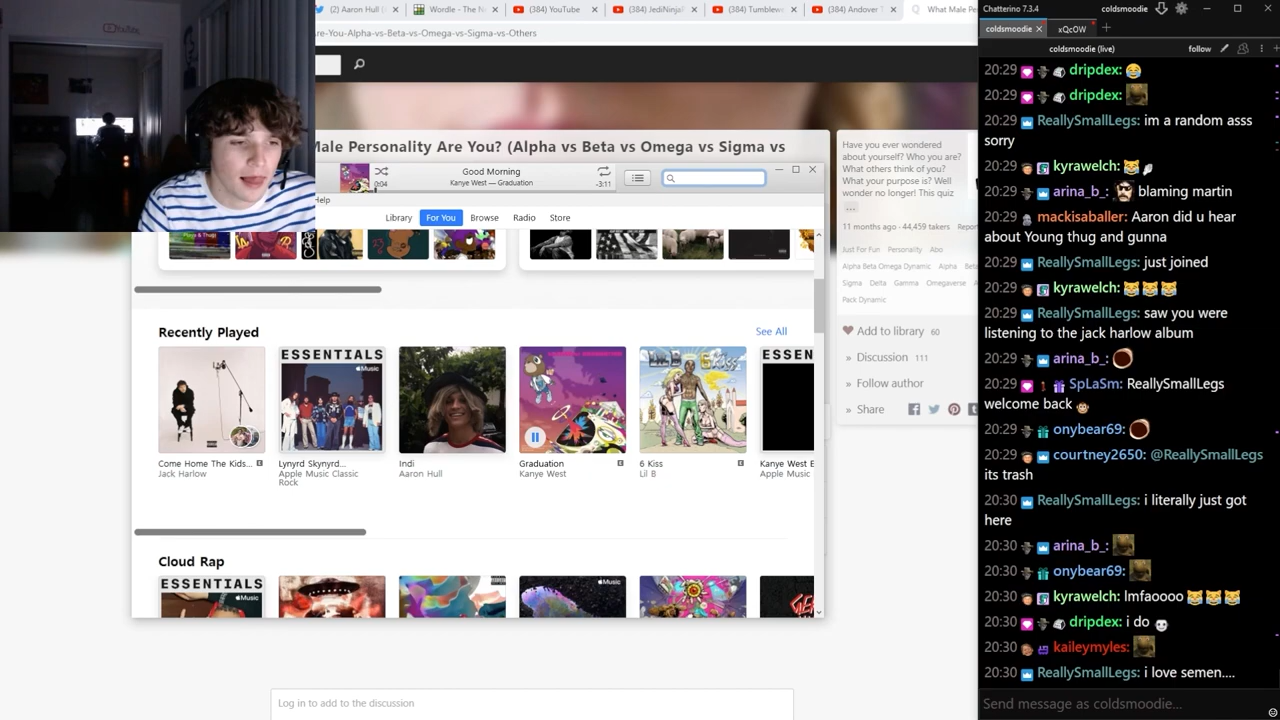 (2) Aaron Hull (
Wordle - The N
(384) YouTube
(384) JediNinja
(384) Tumblew
(384) Andover T
What Male Pe
re-You-Alpha-vs-Beta-vs-Omega-vs-Sigma-vs-Others
Male Personality Are You? (Alpha vs Beta vs Omega vs Sigma vs
Good Morning
Kanye West — Graduation
0:04
-3:11
Help
Library
For You
Browse
Radio
Store
Recently Played
See All
ESSENTIALS
Music
ESSEN
Come Home The Kids...
Jack Harlow
Lynyrd Skynyrd...
Apple Music Classic
Rock
Indi
Aaron Hull
Graduation
Kanye West
6 Kiss
Lil B
Kanye West E
Apple Music
Cloud Rap
ESSENTIALS
Music
Log in to add to the discussion
Have you ever wondered
about yourself? Who you are?
What others think of you?
What your purpose is? Well
wonder no longer! This quiz
...
11 months ago · 44,459 takers
Repor
Just For Fun Personality Abo
Alpha Beta Omega Dynamic Alpha Beta
Sigma Delta Gamma Omegaverse A
Pack Dynamic
Add to library 60
» Discussion 111
» Follow author
» Share
Chatterino 7.3.4
coldsmoodie
coldsmoodie
xQcOW
coldsmoodie (live)
follow
20:29 dripdex:
20:29 dripdex:
20:29 ReallySmallLegs: im a random asss
sorry
20:29 kyrawelch:
20:29 arina_b_: blaming martin
20:29 mackisaballer: Aaron did u hear
about Young thug and gunna
20:29 ReallySmallLegs: just joined
20:29 kyrawelch:
20:29 ReallySmallLegs: saw you were
listening to the jack harlow album
20:29 arina_b_:
20:29 SpLaSm: ReallySmallLegs
welcome back
20:29 onybear69:
20:29 courtney2650: @ReallySmallLegs
its trash
20:30 ReallySmallLegs: i literally just got
here
20:30 arina_b_:
20:30 onybear69:
20:30 kyrawelch: lmfaoooo
20:30 dripdex: i do
20:30 kaileymyles:
20:30 ReallySmallLegs: i love semen....
Send message as coldsmoodie...